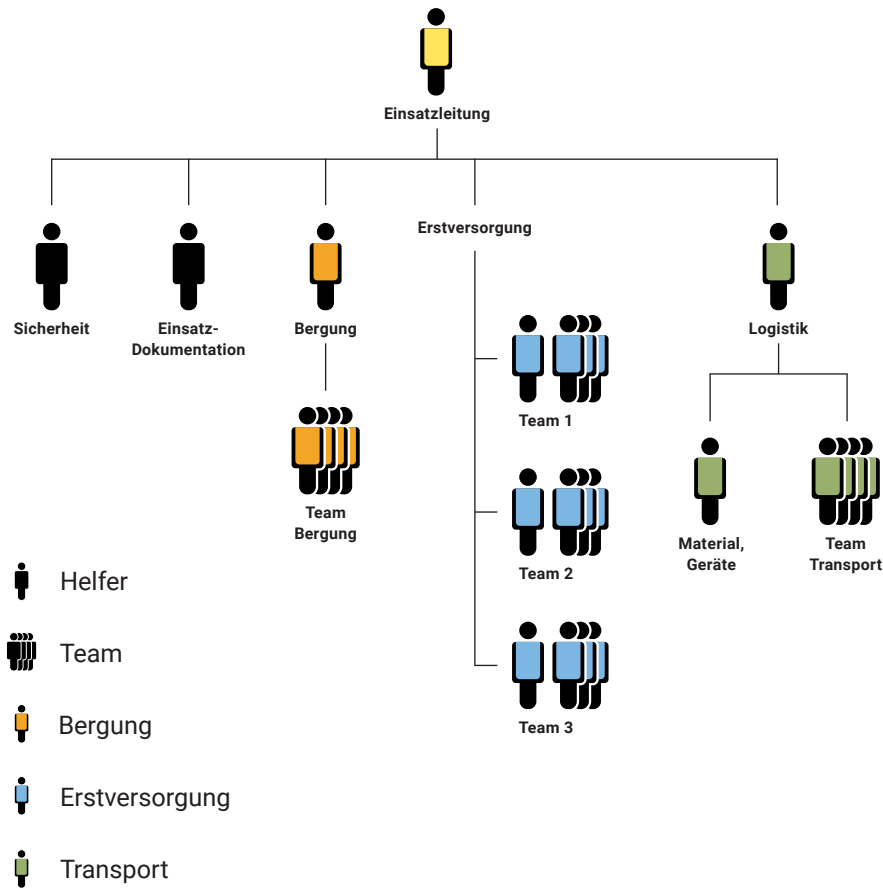 Einsatzleitung
Erstversorgung
Sicherheit
Einsatz-
Dokumentation
Bergung
Logistik
Team 1
Team
Bergung
Team 2
Material,
Geräte
Team
Transport
Team 3
Helfer
Team
Bergung
Erstversorgung
Transport